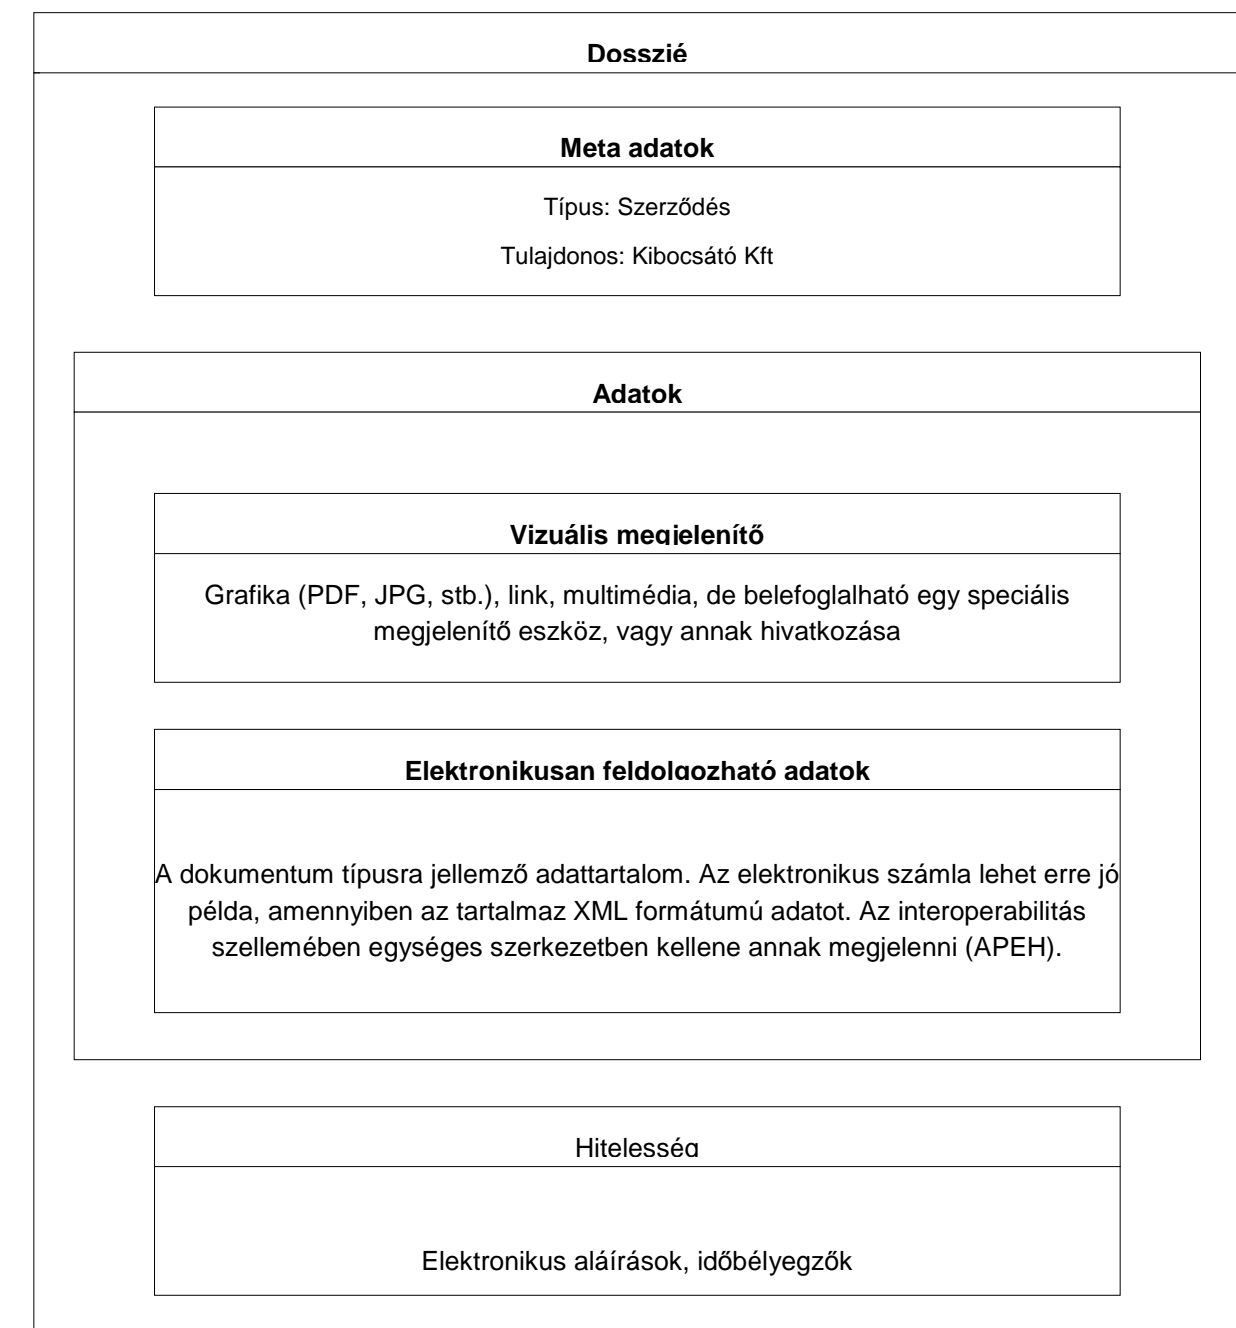 Dosszié
Meta adatok
Típus: Szerződés
Tulajdonos: Kibocsátó Kft
Adatok
Vizuális megjelenítő
Grafika (PDF, JPG, stb.), link, multimédia, de belefoglalható egy speciális
megjelenítő eszköz, vagy annak hivatkozása
Elektronikusan feldolgozható adatok
A dokumentum típusra jellemző adattartalom. Az elektronikus számla lehet erre jó
példa, amennyiben az tartalmaz XML formátumú adatot. Az interoperabilitás
szellemében egységes szerkezetben kellene annak megjelenni (APEH).
Hitelesség
Elektronikus aláírások, időbélyegzők